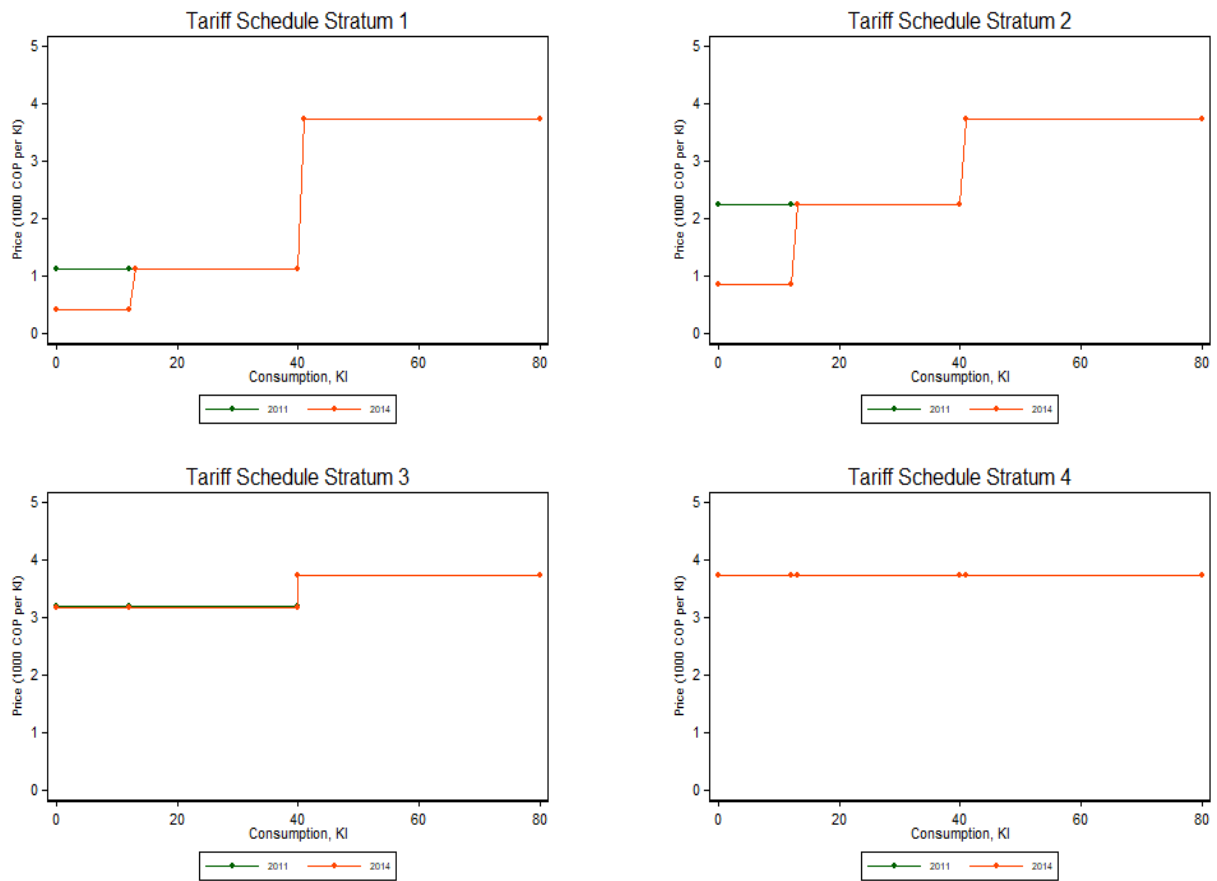 Tariff Schedule Stratum 1
Price (1000 COP per Kl)
5
4
3
2
1
0
0 20 40 60 80
Consumption, Kl
2011 2014
Tariff Schedule Stratum 2
Price (1000 COP per Kl)
5
4
3
2
1
0
0 20 40 60 80
Consumption, Kl
2011 2014
Tariff Schedule Stratum 3
Price (1000 COP per Kl)
5
4
3
2
1
0
0 20 40 60 80
Consumption, Kl
2011 2014
Tariff Schedule Stratum 4
Price (1000 COP per Kl)
5
4
3
2
1
0
0 20 40 60 80
Consumption, Kl
2011 2014